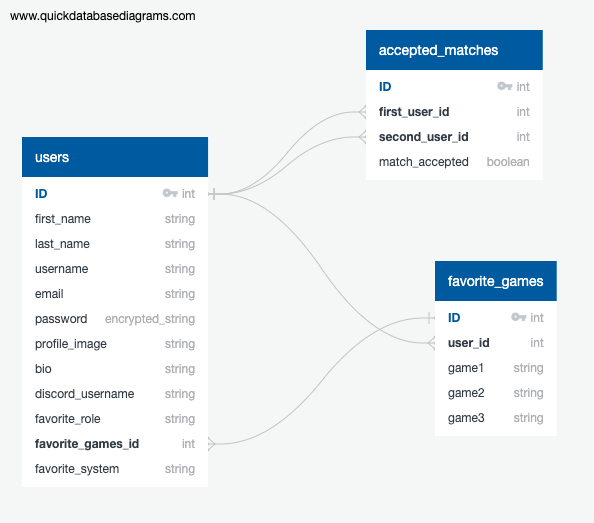 www.quickdatabasediagrams.com
accepted_matches
ID int
first_user_id int
second_user_id int
match_accepted boolean
users
ID int
first_name string
last_name string
username string
email string
password encrypted_string
profile_image string
bio string
discord_username string
favorite_role string
favorite_games_id int
favorite_system string
favorite_games
ID int
user_id int
game1 string
game2 string
game3 string